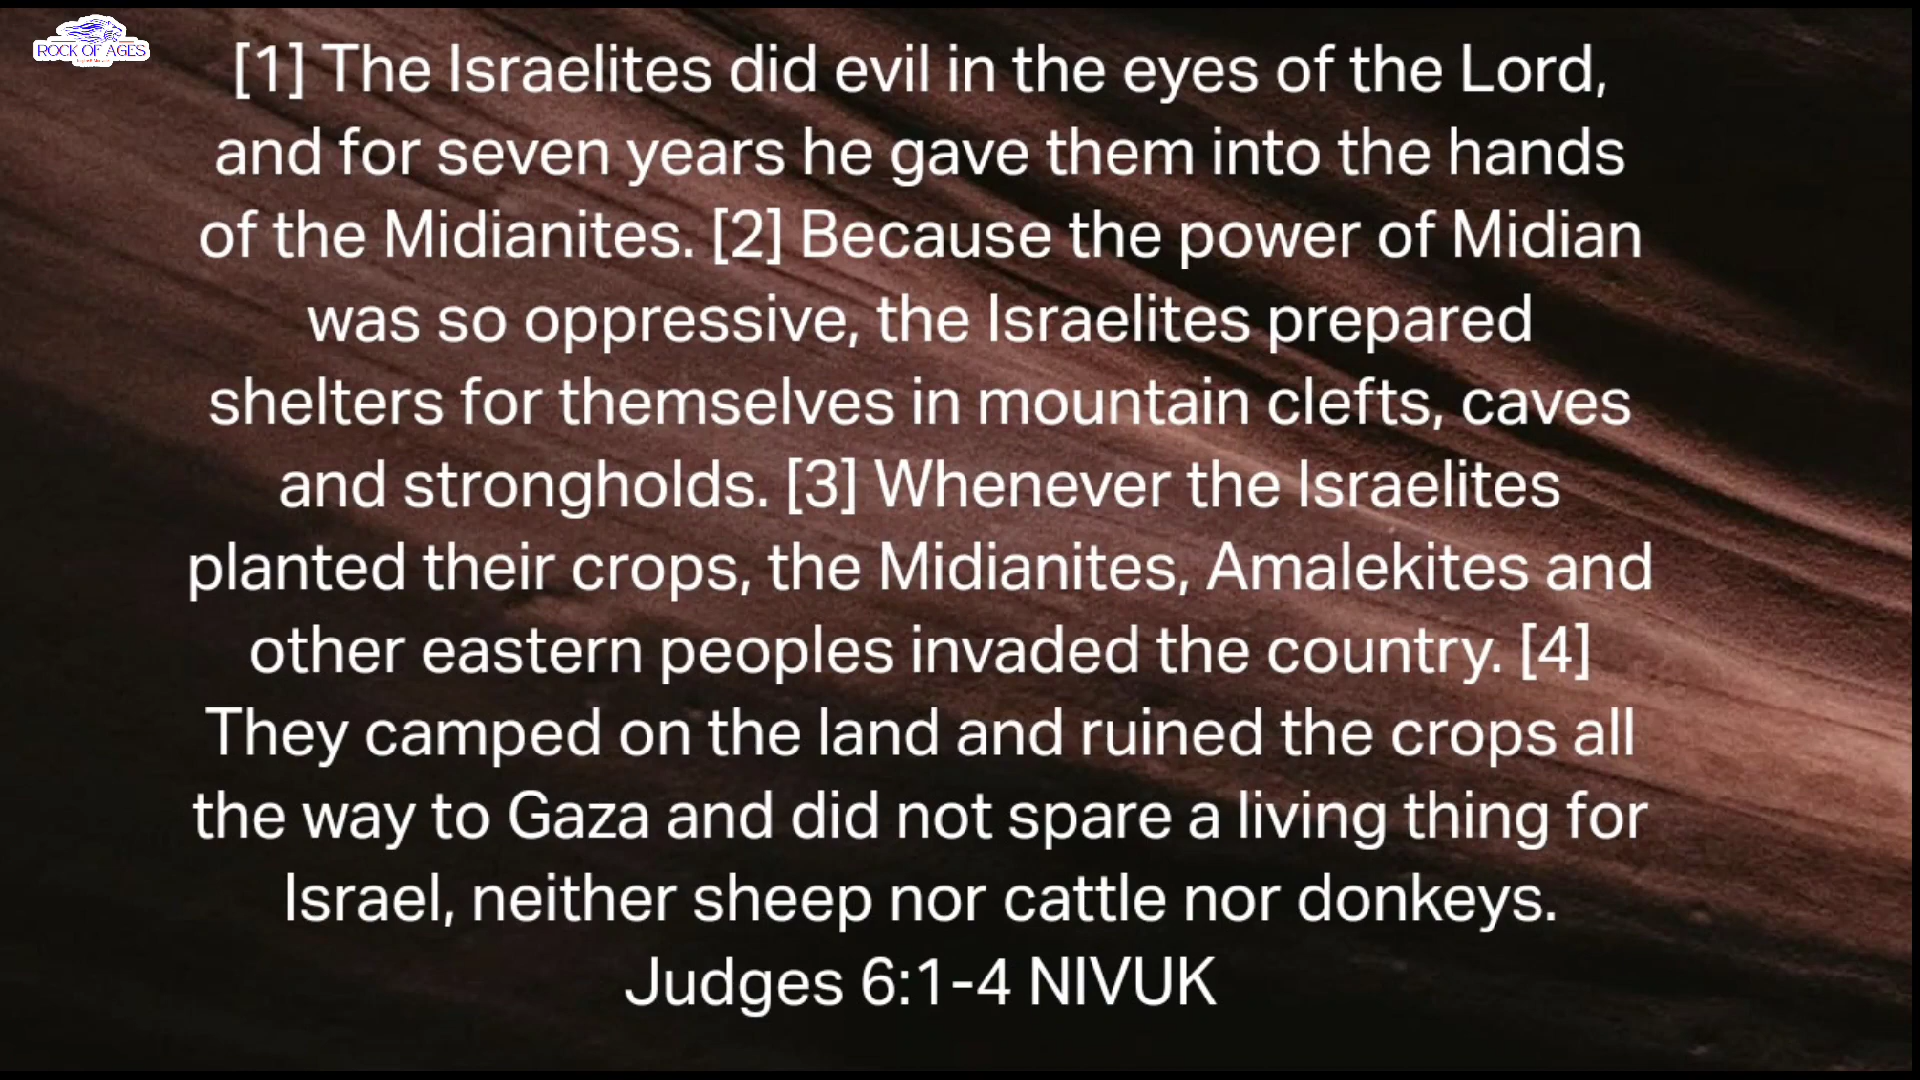 ROCK OF AGES
[1] The Israelites did evil in the eyes of the Lord,
and for seven years he gave them into the hands
of the Midianites. [2] Because the power of Midian
was so oppressive, the Israelites prepared
shelters for themselves in mountain clefts, caves
and strongholds. [3] Whenever the Israelites
planted their crops, the Midianites, Amalekites and
other eastern peoples invaded the country. [4]
They camped on the land and ruined the crops all
the way to Gaza and did not spare a living thing for
Israel, neither sheep nor cattle nor donkeys.
Judges 6:1-4 NIVUK